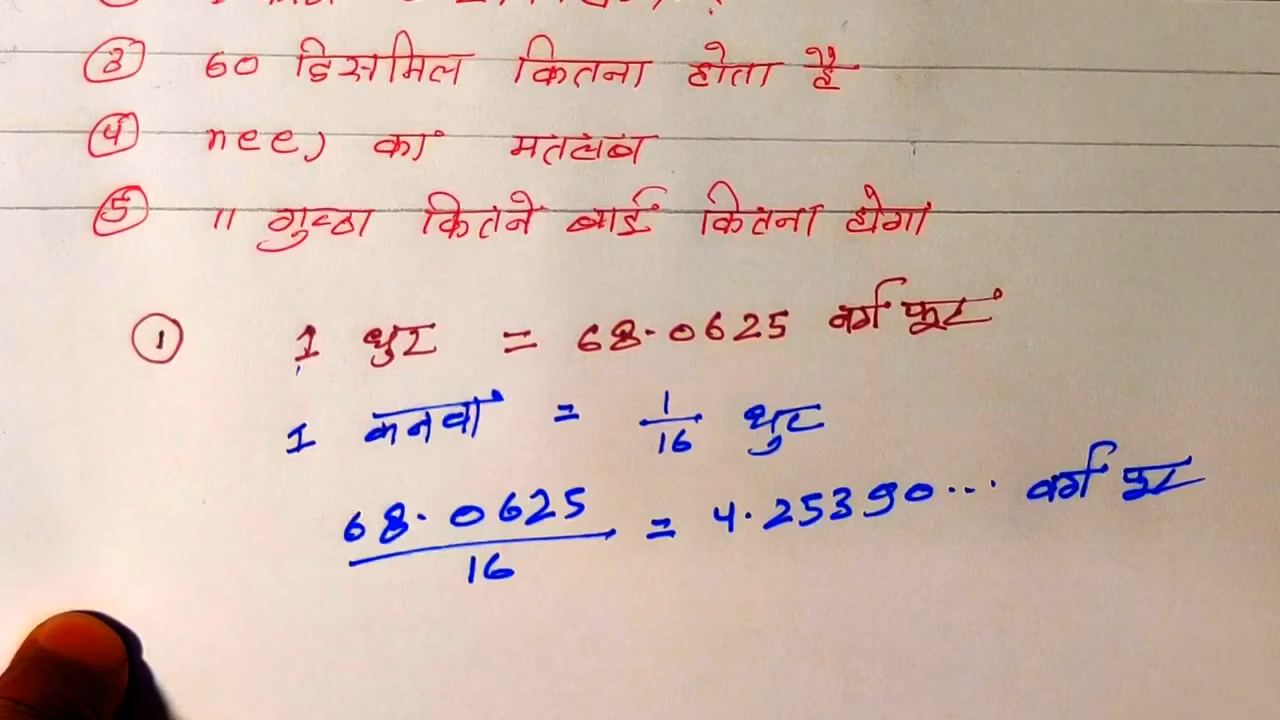 ③ 60 डिसमिल कितना होता है
④ neej का मतलब
⑤ 11 गुण्ठा कितने बाई कितना होगा
① 1 धुर = 68.0625 वर्ग फूट
1 कनवा = 1/16 धुर
68.0625/16 = 4.25390... वर्ग फूट